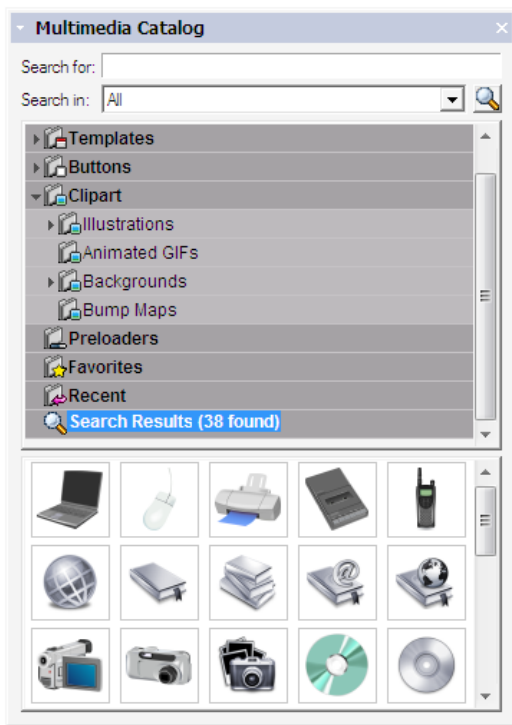 Multimedia Catalog
Search for:
Search in: All
Templates
Buttons
Clipart
Illustrations
Animated GIFs
Backgrounds
Bump Maps
Preloaders
Favorites
Recent
Search Results (38 found)
@